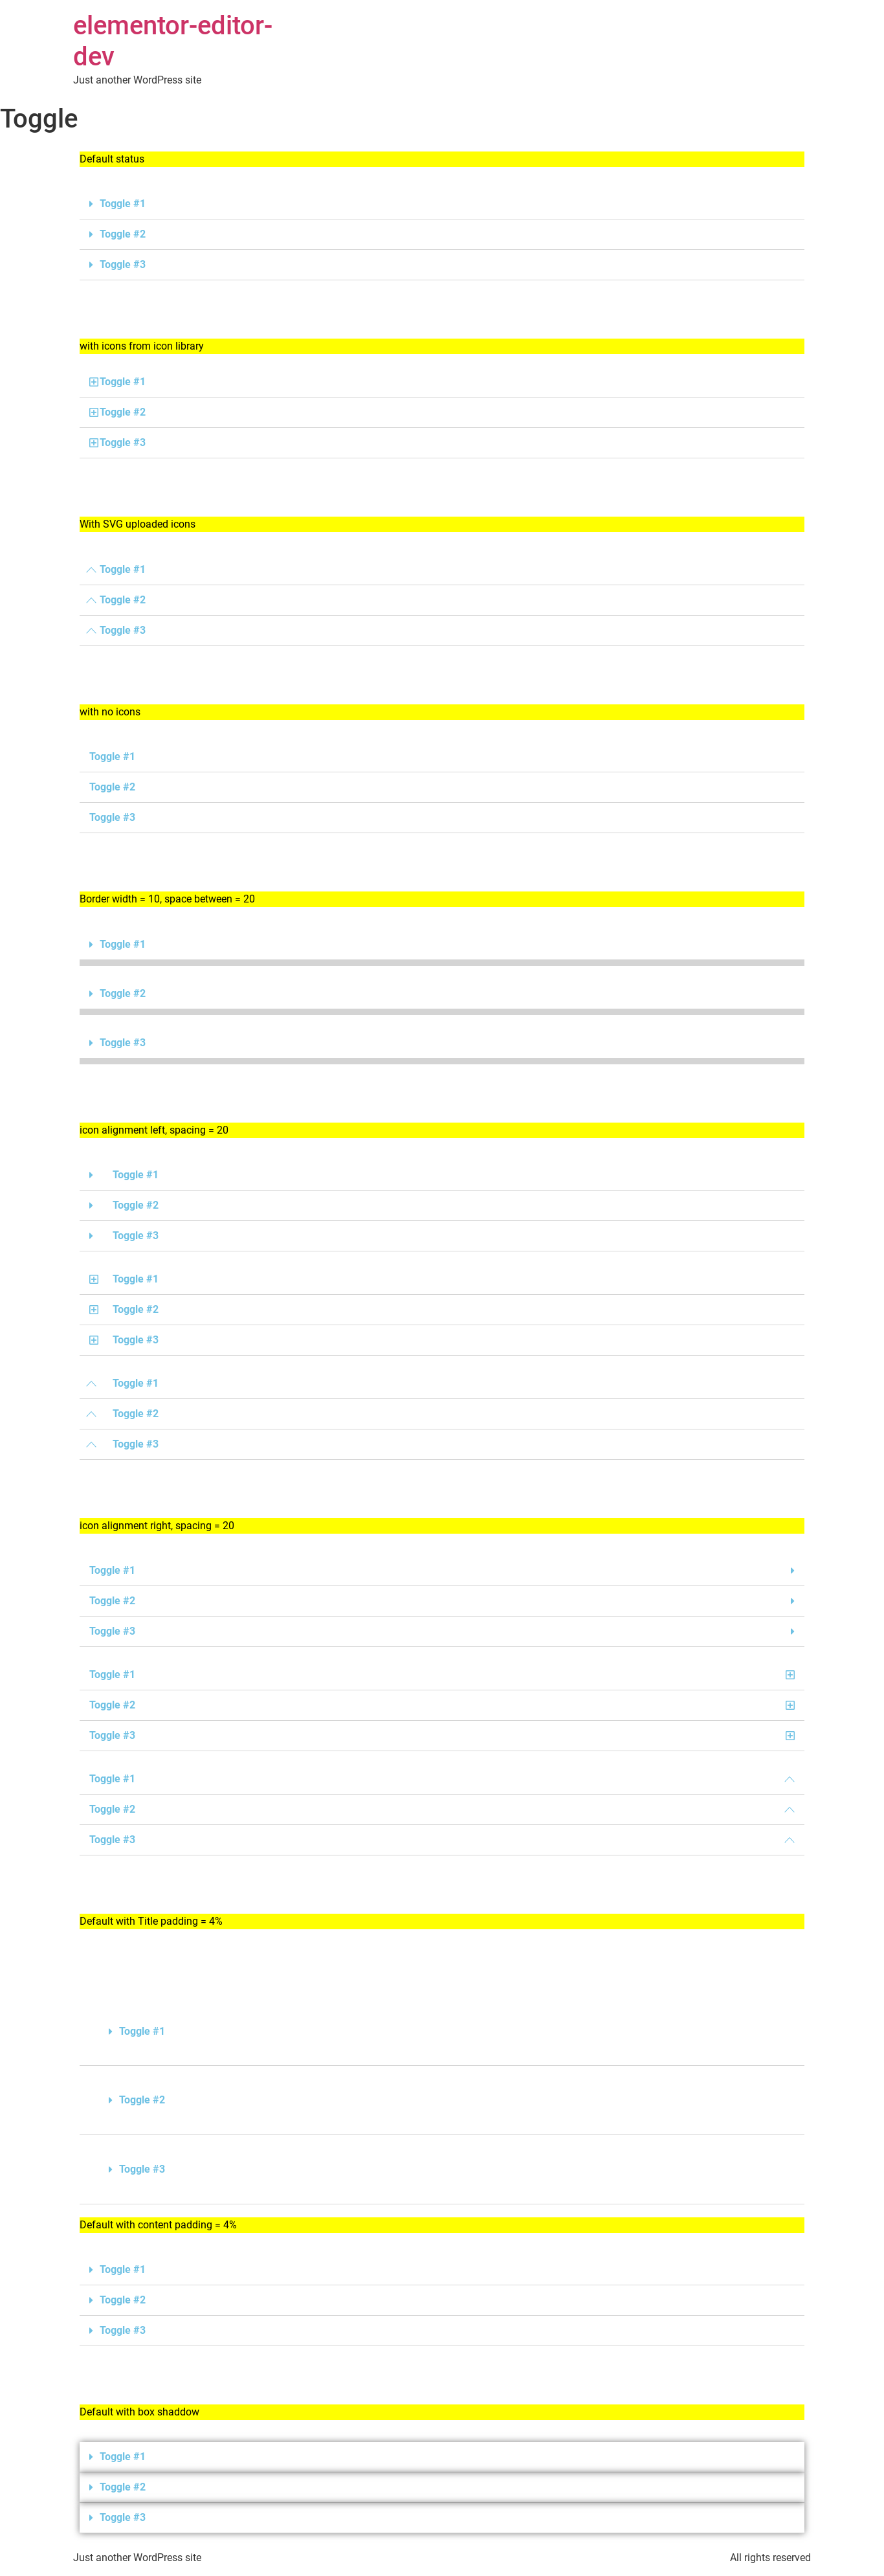 elementor-editor-
dev
Just another WordPress site
Toggle
Default status
Toggle #1
Toggle #2
Toggle #3
with icons from icon library
Toggle #1
Toggle #2
Toggle #3
With SVG uploaded icons
Toggle #1
Toggle #2
Toggle #3
with no icons
Toggle #1
Toggle #2
Toggle #3
Border width = 10, space between = 20
Toggle #1
Toggle #2
Toggle #3
icon alignment left, spacing = 20
Toggle #1
Toggle #2
Toggle #3
Toggle #1
Toggle #2
Toggle #3
Toggle #1
Toggle #2
Toggle #3
icon alignment right, spacing = 20
Toggle #1
Toggle #2
Toggle #3
Toggle #1
Toggle #2
Toggle #3
Toggle #1
Toggle #2
Toggle #3
Default with Title padding = 4%
Toggle #1
Toggle #2
Toggle #3
Default with content padding = 4%
Toggle #1
Toggle #2
Toggle #3
Default with box shaddow
Toggle #1
Toggle #2
Toggle #3
Just another WordPress site
All rights reserved